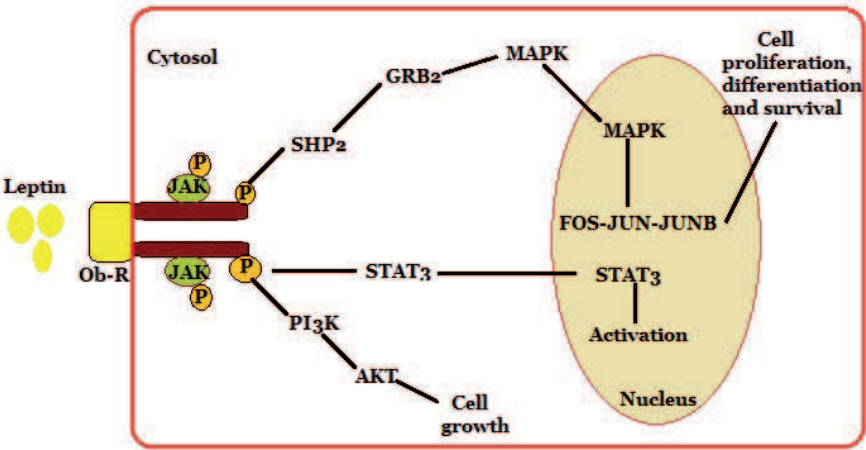 Cytosol
SHP2
GRB2
MAPK
Cell
proliferation,
differentiation
and survival
MAPK
FOS-JUN-JUNB
Leptin
Ob-R
P
JAK
P
JAK
P
P
STAT3
STAT3
Activation
Nucleus
PI3K
AKT
Cell
growth